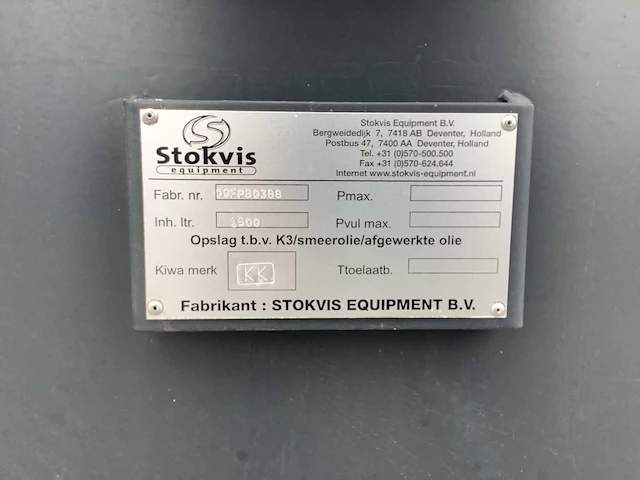 Stokvis
equipment
Stokvis Equipment B.V.
Bergweidedijk 7, 7418 AB Deventer, Holland
Postbus 47, 7400 AA Deventer, Holland
Tel. +31 (0)570-500.500
Fax +31 (0)570-624.644
Internet www.stokvis-equipment.nl
Fabr. nr.
Pmax.
Inh. ltr. 1500
Pvul max.
Opslag t.b.v. K3/smeerolie/afgewerkte olie
Kiwa merk KK
Ttoelaatb.
Fabrikant : STOKVIS EQUIPMENT B.V.